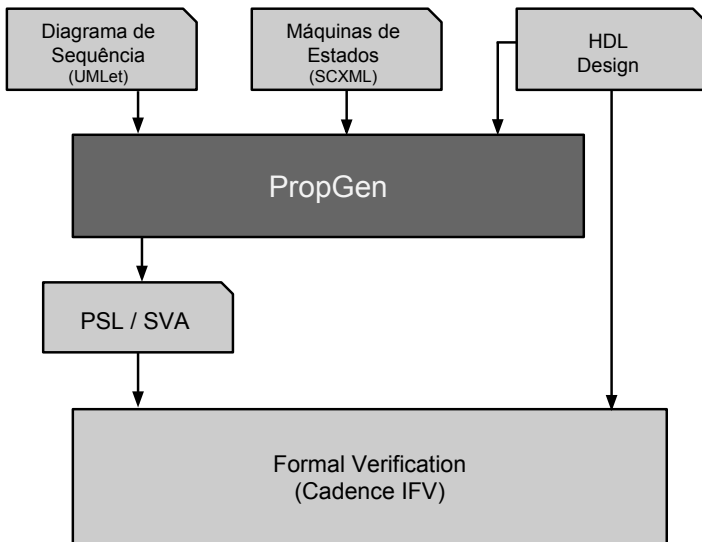 Diagrama de
Sequência
(UMLet)
Máquinas de
Estados
(SCXML)
HDL
Design
PropGen
PSL / SVA
Formal Verification
(Cadence IFV)